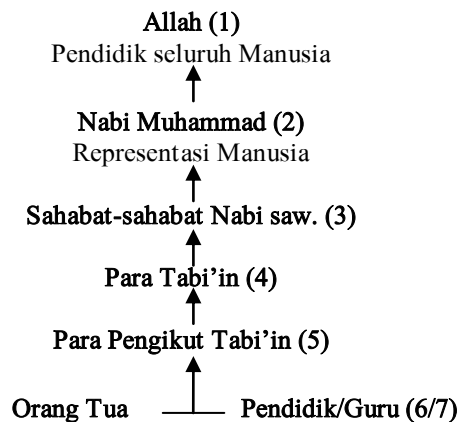 Allah (1)
Pendidik seluruh Manusia
Nabi Muhammad (2)
Representasi Manusia
Sahabat-sahabat Nabi saw. (3)
Para Tabi’in (4)
Para Pengikut Tabi’in (5)
Orang Tua Pendidik/Guru (6/7)